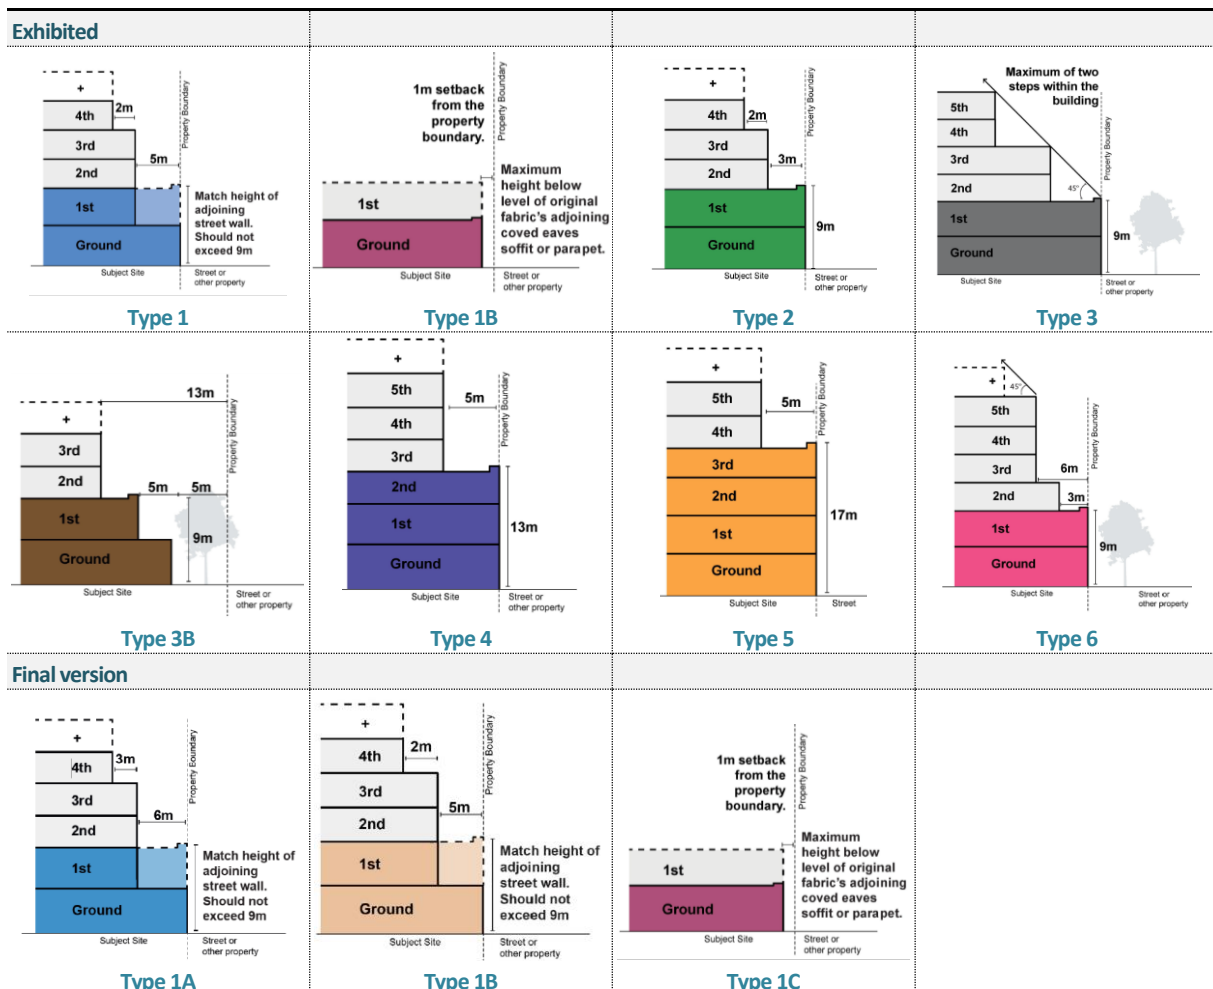 Exhibited
+
4th
2m
3rd
2nd
5m
1st
Ground
Property Boundary
Match height of
adjoining
street wall.
Should not
exceed 9m
Subject Site
Street or
other property
Type 1
1m setback
from the
property
boundary.
Property Boundary
Maximum
height below
level of original
fabric's adjoining
coved eaves
soffit or parapet.
1st
Ground
Subject Site
Street or
other property
Type 1B
+
4th
2m
3rd
2nd
3m
1st
Ground
9m
Property Boundary
Subject Site
Street or
other property
Type 2
Maximum of two
steps within the
building
5th
4th
3rd
2nd
45°
1st
Ground
9m
Property Boundary
Subject Site
Street or
other property
Type 3
13m
+
3rd
2nd
5m
5m
1st
9m
Ground
Property Boundary
Subject Site
Street or
other property
Type 3B
+
5th
5m
4th
3rd
2nd
1st
13m
Ground
Property Boundary
Subject Site
Street or
other property
Type 4
+
5th
5m
4th
3rd
2nd
17m
1st
Ground
Property Boundary
Subject Site
Street
Type 5
+
45°
5th
4th
3rd
6m
2nd
3m
1st
9m
Ground
Property Boundary
Subject Site
Street or
other property
Type 6
Final version
+
4th
3m
3rd
6m
2nd
1st
Ground
Property Boundary
Match height of
adjoining
street wall.
Should not
exceed 9m
Subject Site
Street or
other property
Type 1A
+
4th
2m
3rd
5m
2nd
1st
Ground
Property Boundary
Match height of
adjoining
street wall.
Should not
exceed 9m
Subject Site
Street or
other property
Type 1B
1m setback
from the
property
boundary.
Property Boundary
Maximum
height below
level of original
fabric's adjoining
coved eaves
soffit or parapet.
1st
Ground
Subject Site
Street or
other property
Type 1C